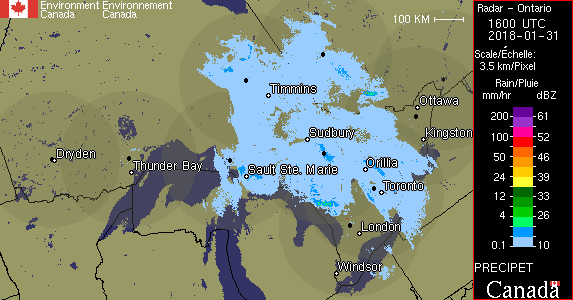 Environment Environnement
Canada Canada
100 KM
Timmins
Ottawa
Sudbury
Kingston
Dryden
Thunder Bay
Sault Ste. Marie
Orillia
Toronto
London
Windsor
Radar - Ontario
1600 UTC
2018-01-31
Scale/Échelle:
3.5 km/Pixel
Rain/Pluie
mm/hr dBZ
200 61
100 52
50 46
24 39
12 33
4 26
0.1 10
PRECIPET
Canada